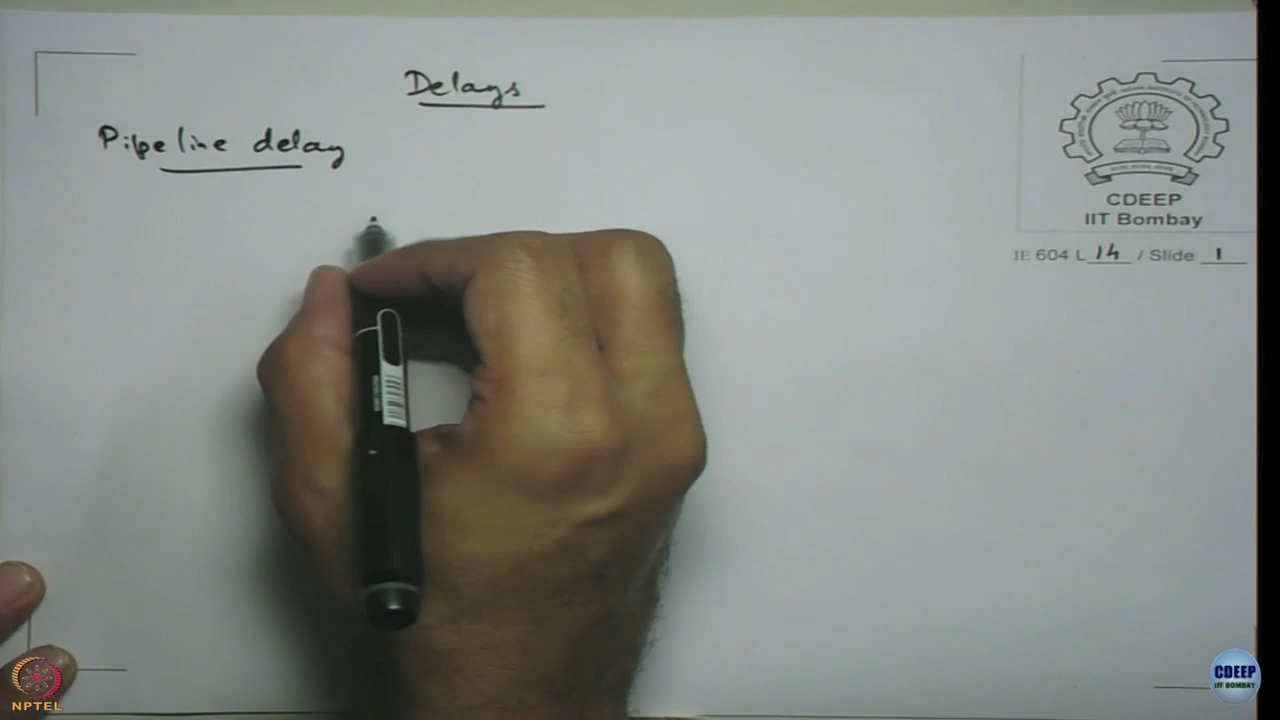 Delays
Pipeline delay
CDEEP
IIT Bombay
IE 604 L 14 / Slide 1
NPTEL
CDEEP
IIT BOMBAY